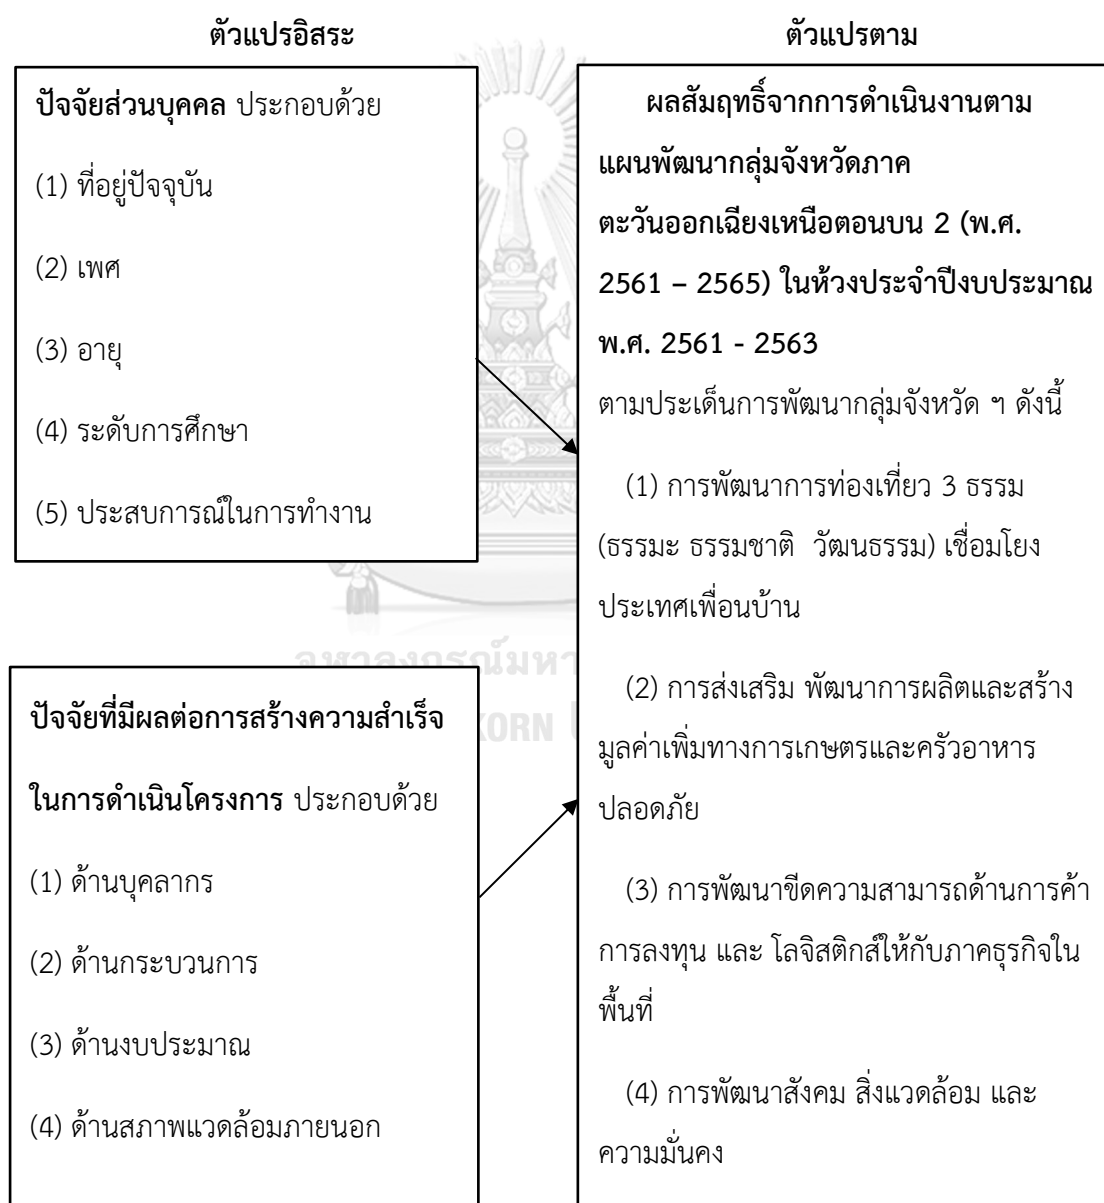 ตัวแปรอิสระ
ปัจจัยส่วนบุคคล ประกอบด้วย
(1) ที่อยู่ปัจจุบัน
(2) เพศ
(3) อายุ
(4) ระดับการศึกษา
(5) ประสบการณ์ในการทำงาน
ปัจจัยที่มีผลต่อการสร้างความสำเร็จ
ในการดำเนินโครงการ ประกอบด้วย
(1) ด้านบุคลากร
(2) ด้านกระบวนการ
(3) ด้านงบประมาณ
(4) ด้านสภาพแวดล้อมภายนอก
ตัวแปรตาม
ผลสัมฤทธิ์จากการดำเนินงานตาม
แผนพัฒนากลุ่มจังหวัดภาค
ตะวันออกเฉียงเหนือตอนบน 2 (พ.ศ.
2561 – 2565) ในห้วงประจำปีงบประมาณ
พ.ศ. 2561 - 2563
ตามประเด็นการพัฒนากลุ่มจังหวัด ฯ ดังนี้
(1) การพัฒนาการท่องเที่ยว 3 ธรรม
(ธรรมะ ธรรมชาติ วัฒนธรรม) เชื่อมโยง
ประเทศเพื่อนบ้าน
(2) การส่งเสริม พัฒนาการผลิตและสร้าง
มูลค่าเพิ่มทางการเกษตรและครัวอาหาร
ปลอดภัย
(3) การพัฒนาขีดความสามารถด้านการค้า
การลงทุน และ โลจิสติกส์ให้กับภาคธุรกิจใน
พื้นที่
(4) การพัฒนาสังคม สิ่งแวดล้อม และ
ความมั่นคง